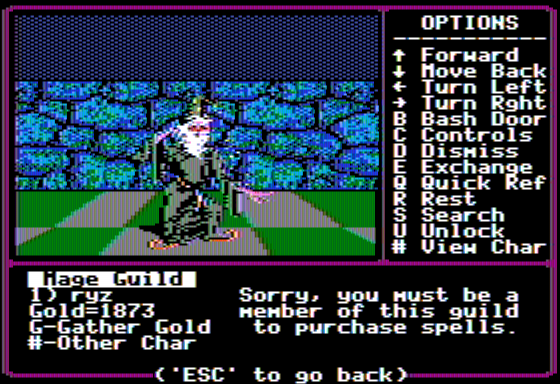 OPTIONS
------------
↑ Forward
↓ Move Back
← Turn Left
→ Turn Rght
B Bash Door
C Controls
D Dismiss
E Exchange
Q Quick Ref
R Rest
S Search
U Unlock
# View Char
Mage Guild
1) ryz
Gold=1873
G-Gather Gold
#-Other Char
Sorry, you must be a
member of this guild
to purchase spells.
('ESC' to go back)